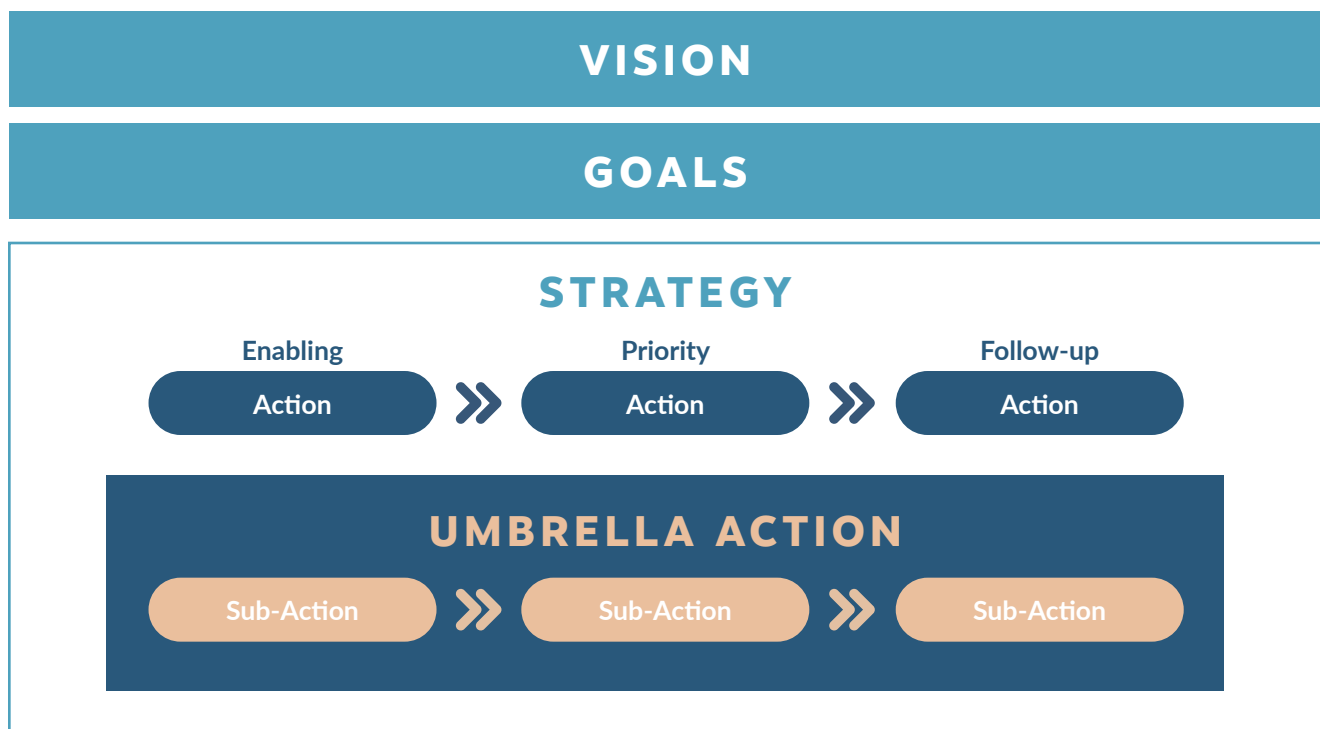 VISION
GOALS
STRATEGY
Enabling Priority Follow-up
Action Action Action
UMBRELLA ACTION
Sub-Action Sub-Action Sub-Action